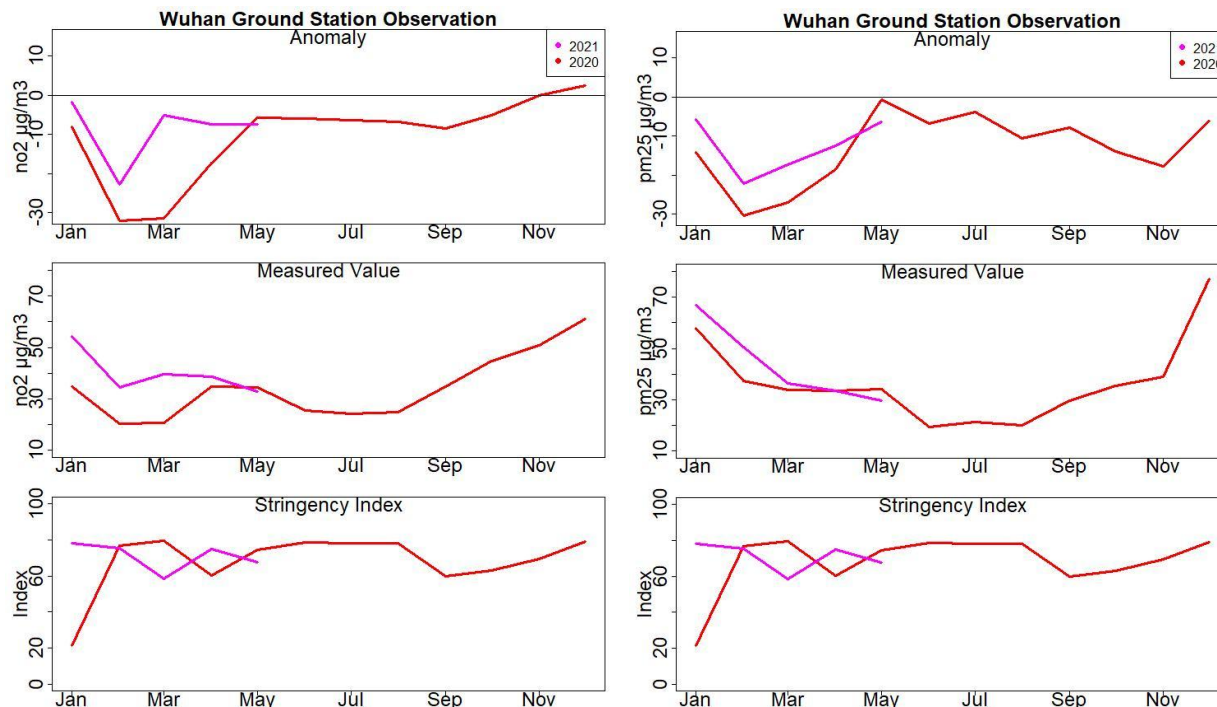 Wuhan Ground Station Observation
Anomaly
2021
2020
no2 µg/m3
10
0
-10
-30
Jan Mar May Jul Sep Nov
Measured Value
no2 µg/m3
70
50
30
10
Jan Mar May Jul Sep Nov
Stringency Index
Index
100
60
20
0
Jan Mar May Jul Sep Nov
Wuhan Ground Station Observation
Anomaly
202
202
pm25 µg/m3
10
0
-10
-30
Jan Mar May Jul Sep Nov
Measured Value
pm25 µg/m3
70
50
30
10
Jan Mar May Jul Sep Nov
Stringency Index
Index
100
60
20
0
Jan Mar May Jul Sep Nov